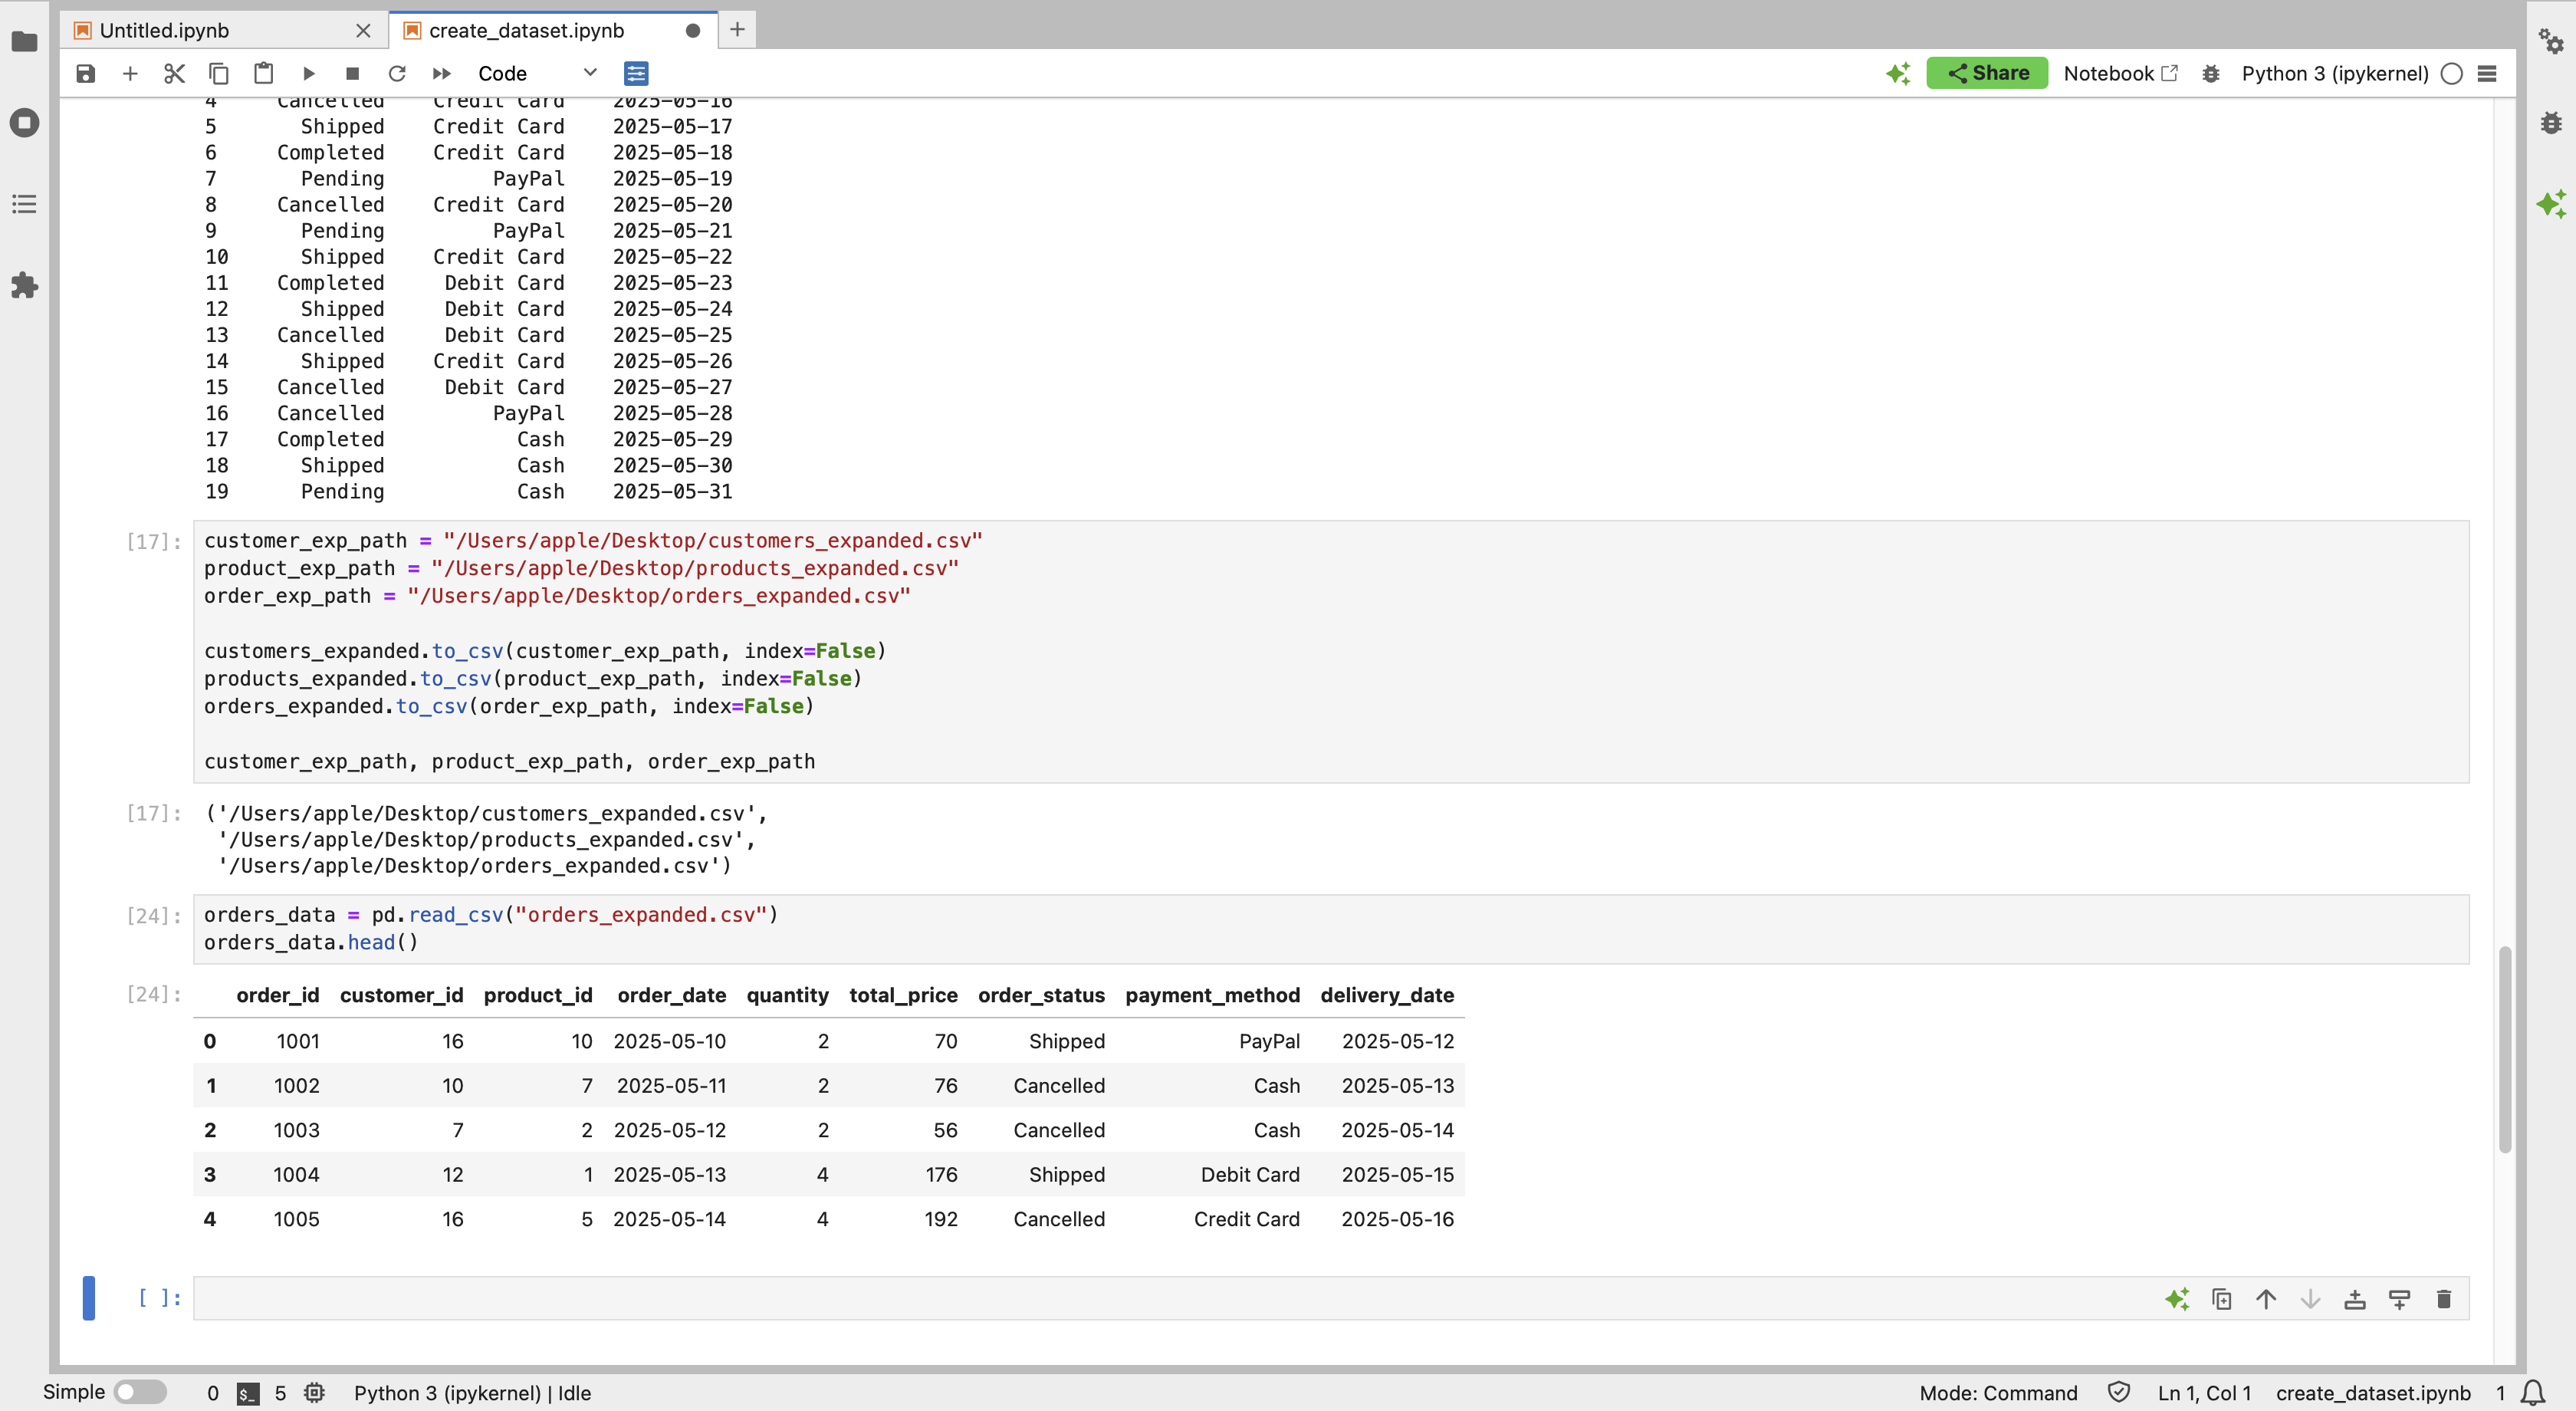 Untitled.ipynb
create_dataset.ipynb
Code
Share
Notebook
Python 3 (ipykernel)
4 Cancelled Credit Card 2025-05-16
5 Shipped Credit Card 2025-05-17
6 Completed Credit Card 2025-05-18
7 Pending PayPal 2025-05-19
8 Cancelled Credit Card 2025-05-20
9 Pending PayPal 2025-05-21
10 Shipped Credit Card 2025-05-22
11 Completed Debit Card 2025-05-23
12 Shipped Debit Card 2025-05-24
13 Cancelled Debit Card 2025-05-25
14 Shipped Credit Card 2025-05-26
15 Cancelled Debit Card 2025-05-27
16 Cancelled PayPal 2025-05-28
17 Completed Cash 2025-05-29
18 Shipped Cash 2025-05-30
19 Pending Cash 2025-05-31
[17]: customer_exp_path = "/Users/apple/Desktop/customers_expanded.csv"
product_exp_path = "/Users/apple/Desktop/products_expanded.csv"
order_exp_path = "/Users/apple/Desktop/orders_expanded.csv"
customers_expanded.to_csv(customer_exp_path, index=False)
products_expanded.to_csv(product_exp_path, index=False)
orders_expanded.to_csv(order_exp_path, index=False)
customer_exp_path, product_exp_path, order_exp_path
[17]: ('/Users/apple/Desktop/customers_expanded.csv',
'/Users/apple/Desktop/products_expanded.csv',
'/Users/apple/Desktop/orders_expanded.csv')
[24]: orders_data = pd.read_csv("orders_expanded.csv")
orders_data.head()
[24]: order_id customer_id product_id order_date quantity total_price order_status payment_method delivery_date
0 1001 16 10 2025-05-10 2 70 Shipped PayPal 2025-05-12
1 1002 10 7 2025-05-11 2 76 Cancelled Cash 2025-05-13
2 1003 7 2 2025-05-12 2 56 Cancelled Cash 2025-05-14
3 1004 12 1 2025-05-13 4 176 Shipped Debit Card 2025-05-15
4 1005 16 5 2025-05-14 4 192 Cancelled Credit Card 2025-05-16
[ ]:
Simple 0 $_ 5 Python 3 (ipykernel) | Idle Mode: Command Ln 1, Col 1 create_dataset.ipynb 1